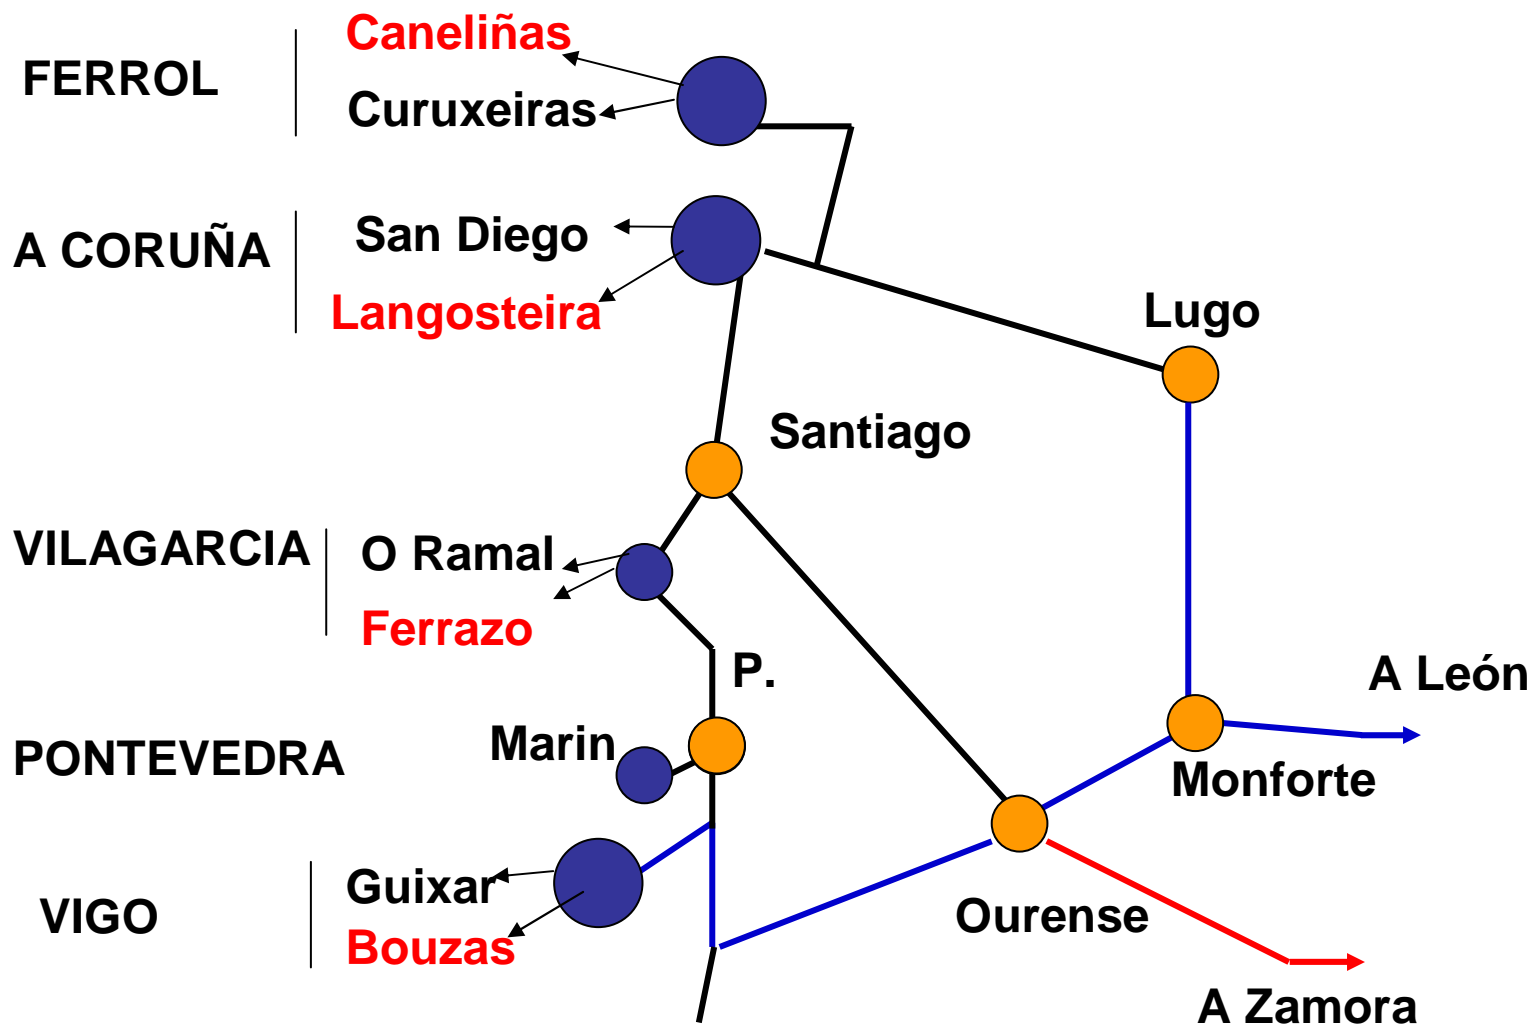 FERROL
Caneliñas
Curuxeiras
A CORUÑA
San Diego
Langosteira
Lugo
Santiago
VILAGARCIA
O Ramal
Ferrazo
P.
A León
PONTEVEDRA
Marin
Monforte
VIGO
Guixar
Bouzas
Ourense
A Zamora